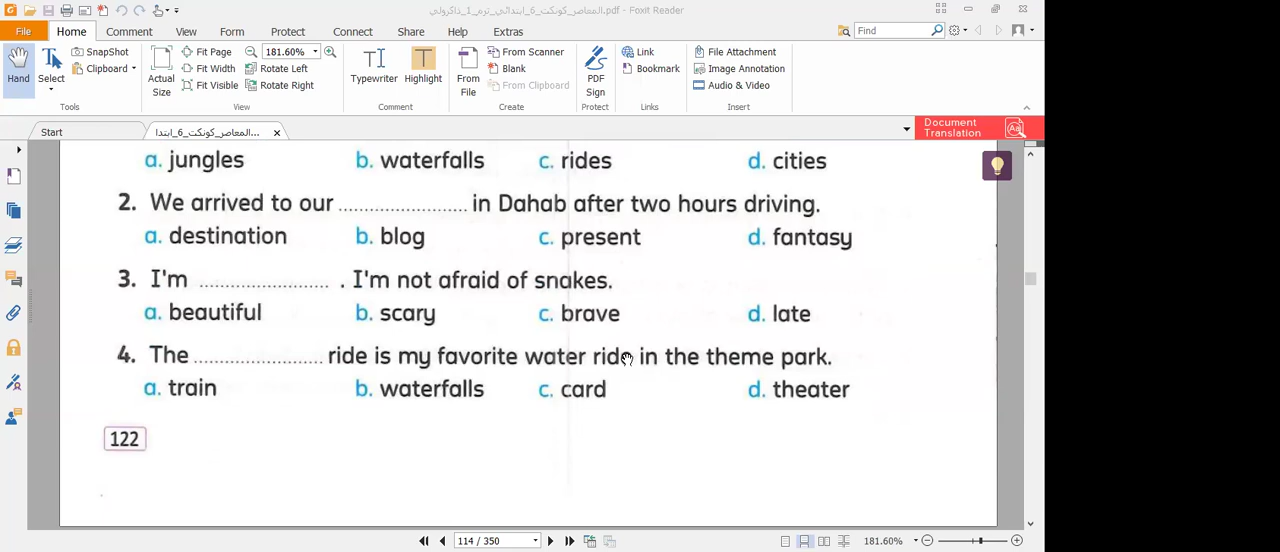 المعاصر_كونكت_6_ابتدائي_ترم_1_ذاكرولي.pdf - Foxit Reader
File Home Comment View Form Protect Connect Share Help Extras Find
Hand Select SnapShot Clipboard Actual Size Fit Page Fit Width Fit Visible 181.60% Rotate Left Rotate Right Typewriter Highlight From File From Scanner Blank From Clipboard PDF Sign Link Bookmark File Attachment Image Annotation Audio & Video
Tools View Comment Create Protect Links Insert
Start المعاصر_كونكت_6_ابتدا... Document Translation
a. jungles b. waterfalls c. rides d. cities
2. We arrived to our ........................ in Dahab after two hours driving.
a. destination b. blog c. present d. fantasy
3. I'm ........................ . I'm not afraid of snakes.
a. beautiful b. scary c. brave d. late
4. The ........................ ride is my favorite water ride in the theme park.
a. train b. waterfalls c. card d. theater
122
114 / 350 181.60%